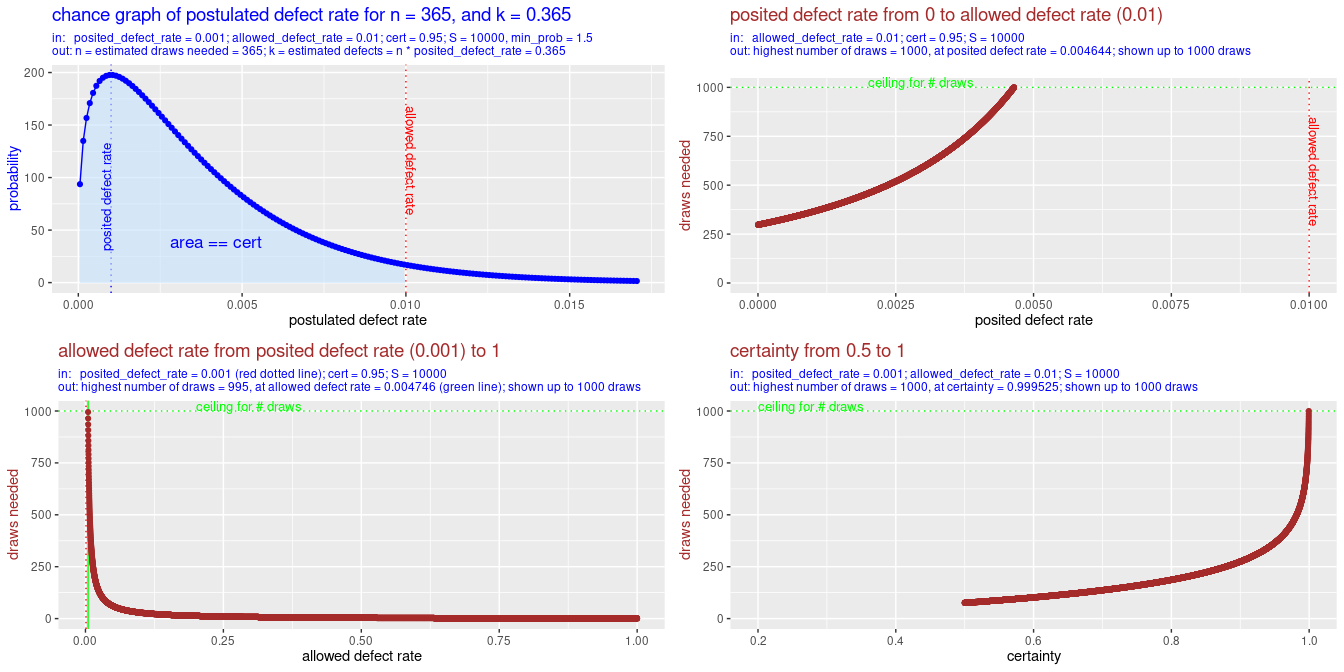 chance graph of postulated defect rate for n = 365, and k = 0.365
in: posited_defect_rate = 0.001; allowed_defect_rate = 0.01; cert = 0.95; S = 10000, min_prob = 1.5
out: n = estimated draws needed = 365; k = estimated defects = n * posited_defect_rate = 0.365
200
150
100
50
0
probability
posited defect rate
area == cert
allowed defect rate
0.000
0.005
0.010
0.015
postulated defect rate
posited defect rate from 0 to allowed defect rate (0.01)
in: allowed_defect_rate = 0.01; cert = 0.95; S = 10000
out: highest number of draws = 1000, at posited defect rate = 0.004644; shown up to 1000 draws
ceiling for # draws
1000
750
500
250
0
draws needed
allowed defect rate
0.0000
0.0025
0.0050
0.0075
0.0100
posited defect rate
allowed defect rate from posited defect rate (0.001) to 1
in: posited_defect_rate = 0.001 (red dotted line); cert = 0.95; S = 10000
out: highest number of draws = 995, at allowed defect rate = 0.004746 (green line); shown up to 1000 draws
ceiling for # draws
1000
750
500
250
0
draws needed
0.00
0.25
0.50
0.75
1.00
allowed defect rate
certainty from 0.5 to 1
in: posited_defect_rate = 0.001; allowed_defect_rate = 0.01; S = 10000
out: highest number of draws = 1000, at certainty = 0.999525; shown up to 1000 draws
ceiling for # draws
1000
750
500
250
0
draws needed
0.2
0.4
0.6
0.8
1.0
certainty